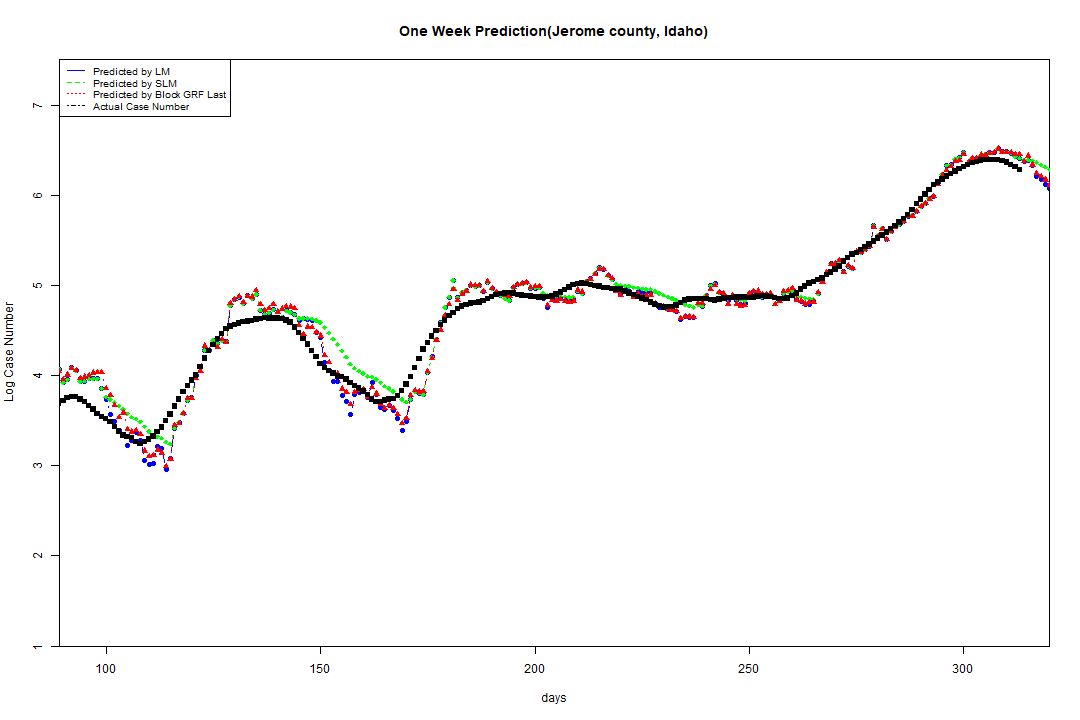 One Week Prediction(Jerome county, Idaho)
Predicted by LM
Predicted by SLM
Predicted by Block GRF Last
Actual Case Number
7
6
5
4
3
2
1
Log Case Number
100 150 200 250 300
days